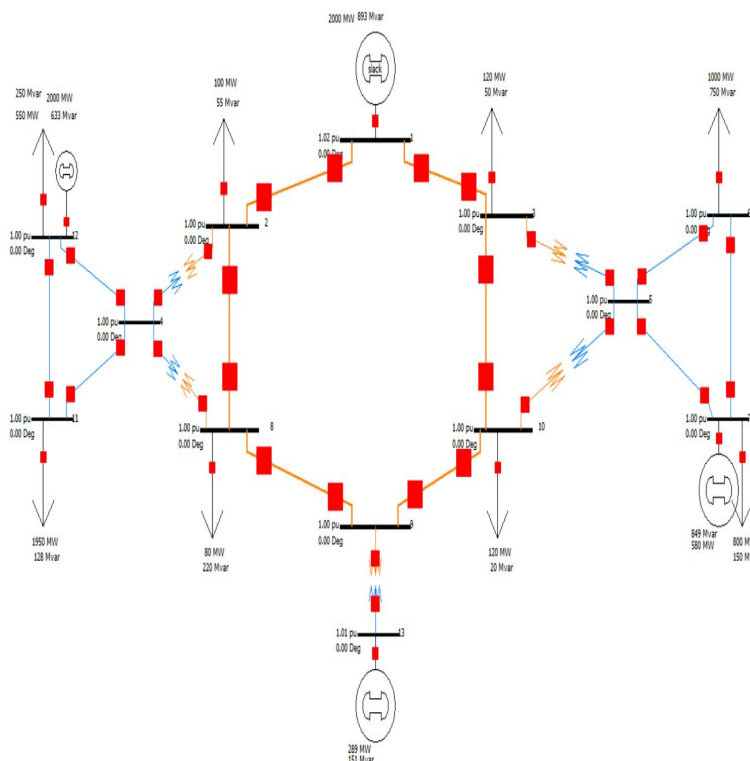 2000 MW 893 Mvar
slack
1.02 pu 1
0.00 Deg
250 Mvar
2000 MW
550 MW 633 Mvar
100 MW
55 Mvar
120 MW
50 Mvar
1000 MW
750 Mvar
1.00 pu 12
0.00 Deg
1.00 pu 2
0.00 Deg
1.00 pu 3
0.00 Deg
1.00 pu 6
0.00 Deg
1.00 pu 4
0.00 Deg
1.00 pu 5
0.00 Deg
1.00 pu 11
0.00 Deg
1.00 pu 8
0.00 Deg
1.00 pu 10
0.00 Deg
1.00 pu
0.00 Deg
1.00 pu 9
0.00 Deg
1950 MW
128 Mvar
80 MW
220 Mvar
120 MW
20 Mvar
849 Mvar
580 MW
800 M
150 M
1.01 pu 13
0.00 Deg
289 MW
151 Mvar